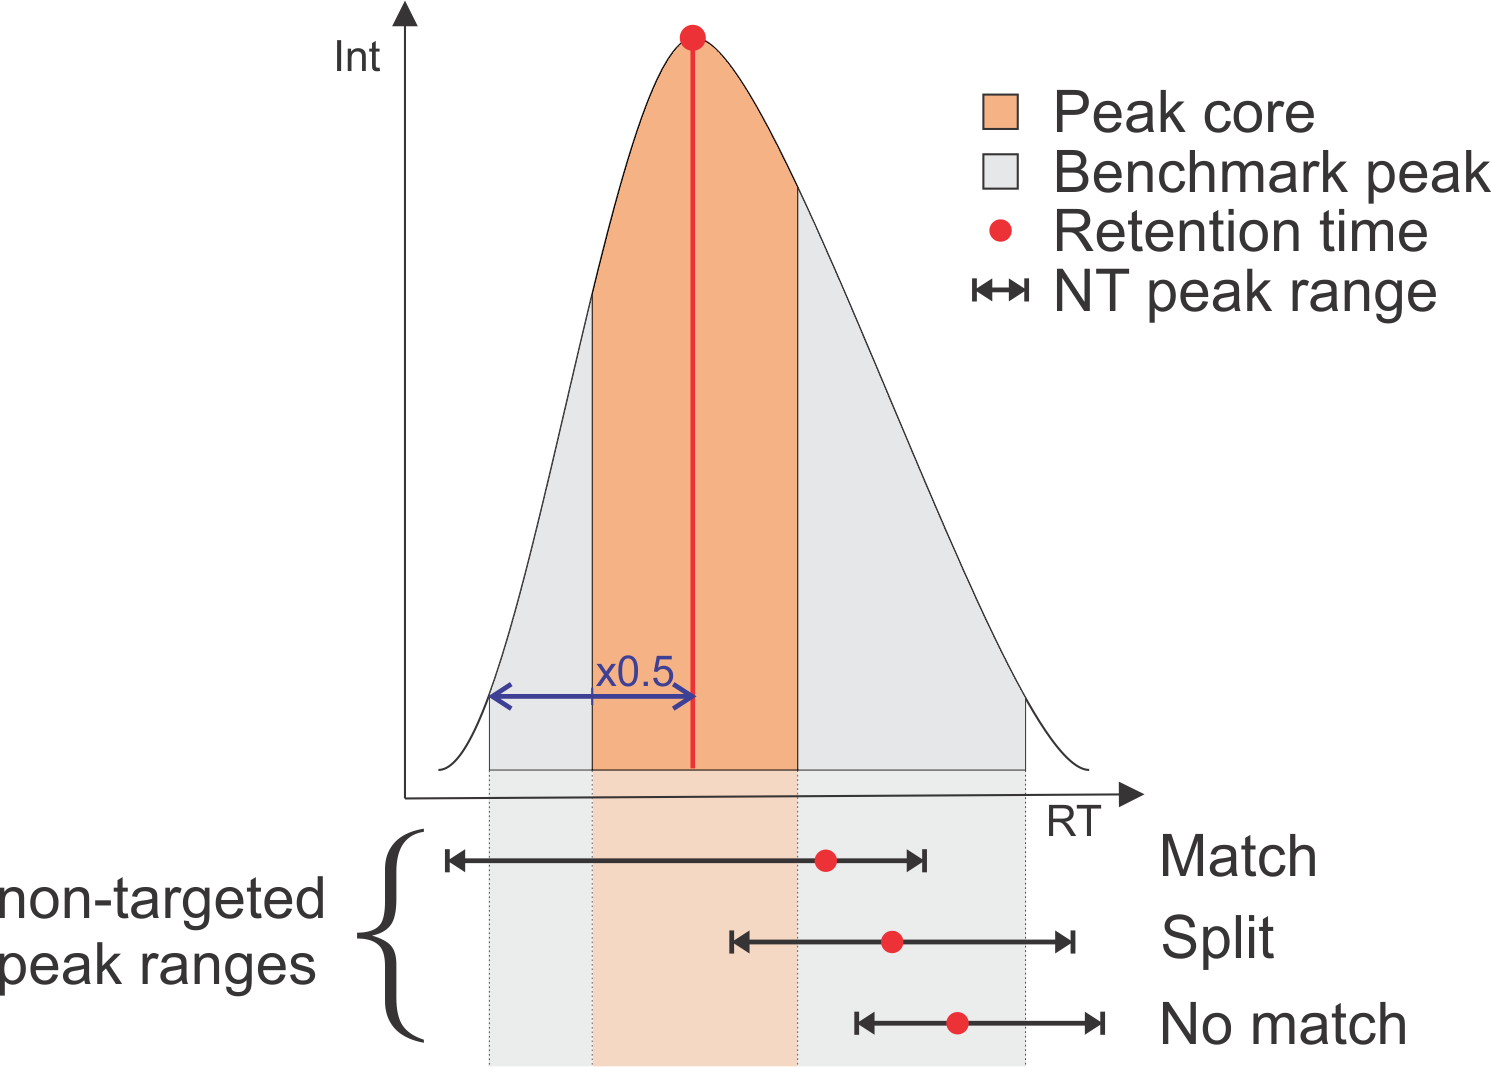 Int
Peak core
Benchmark peak
Retention time
NT peak range
x0.5
RT
non-targeted
peak ranges
Match
Split
No match